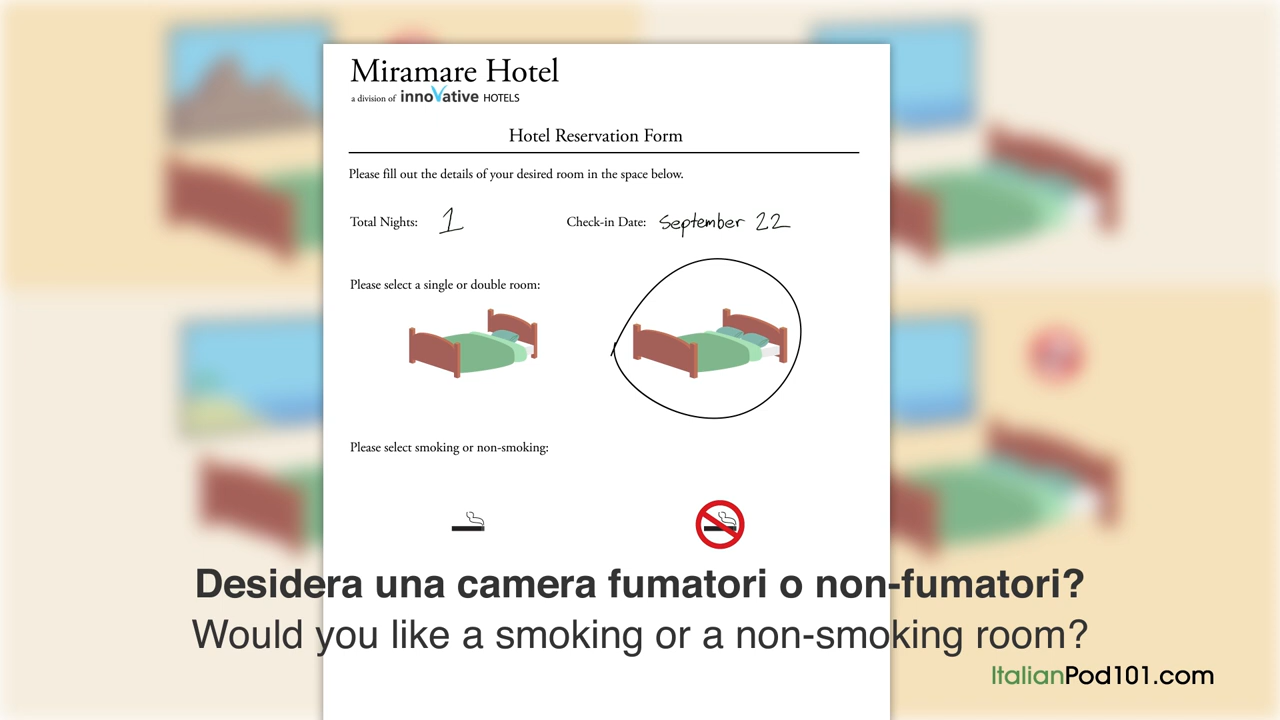 Miramare Hotel
a division of innoVative HOTELS
Hotel Reservation Form
Please fill out the details of your desired room in the space below.
Total Nights: 1 Check-in Date: September 22
Please select a single or double room:
Please select smoking or non-smoking:
Desidera una camera fumatori o non-fumatori?
Would you like a smoking or a non-smoking room?
ItalianPod101.com